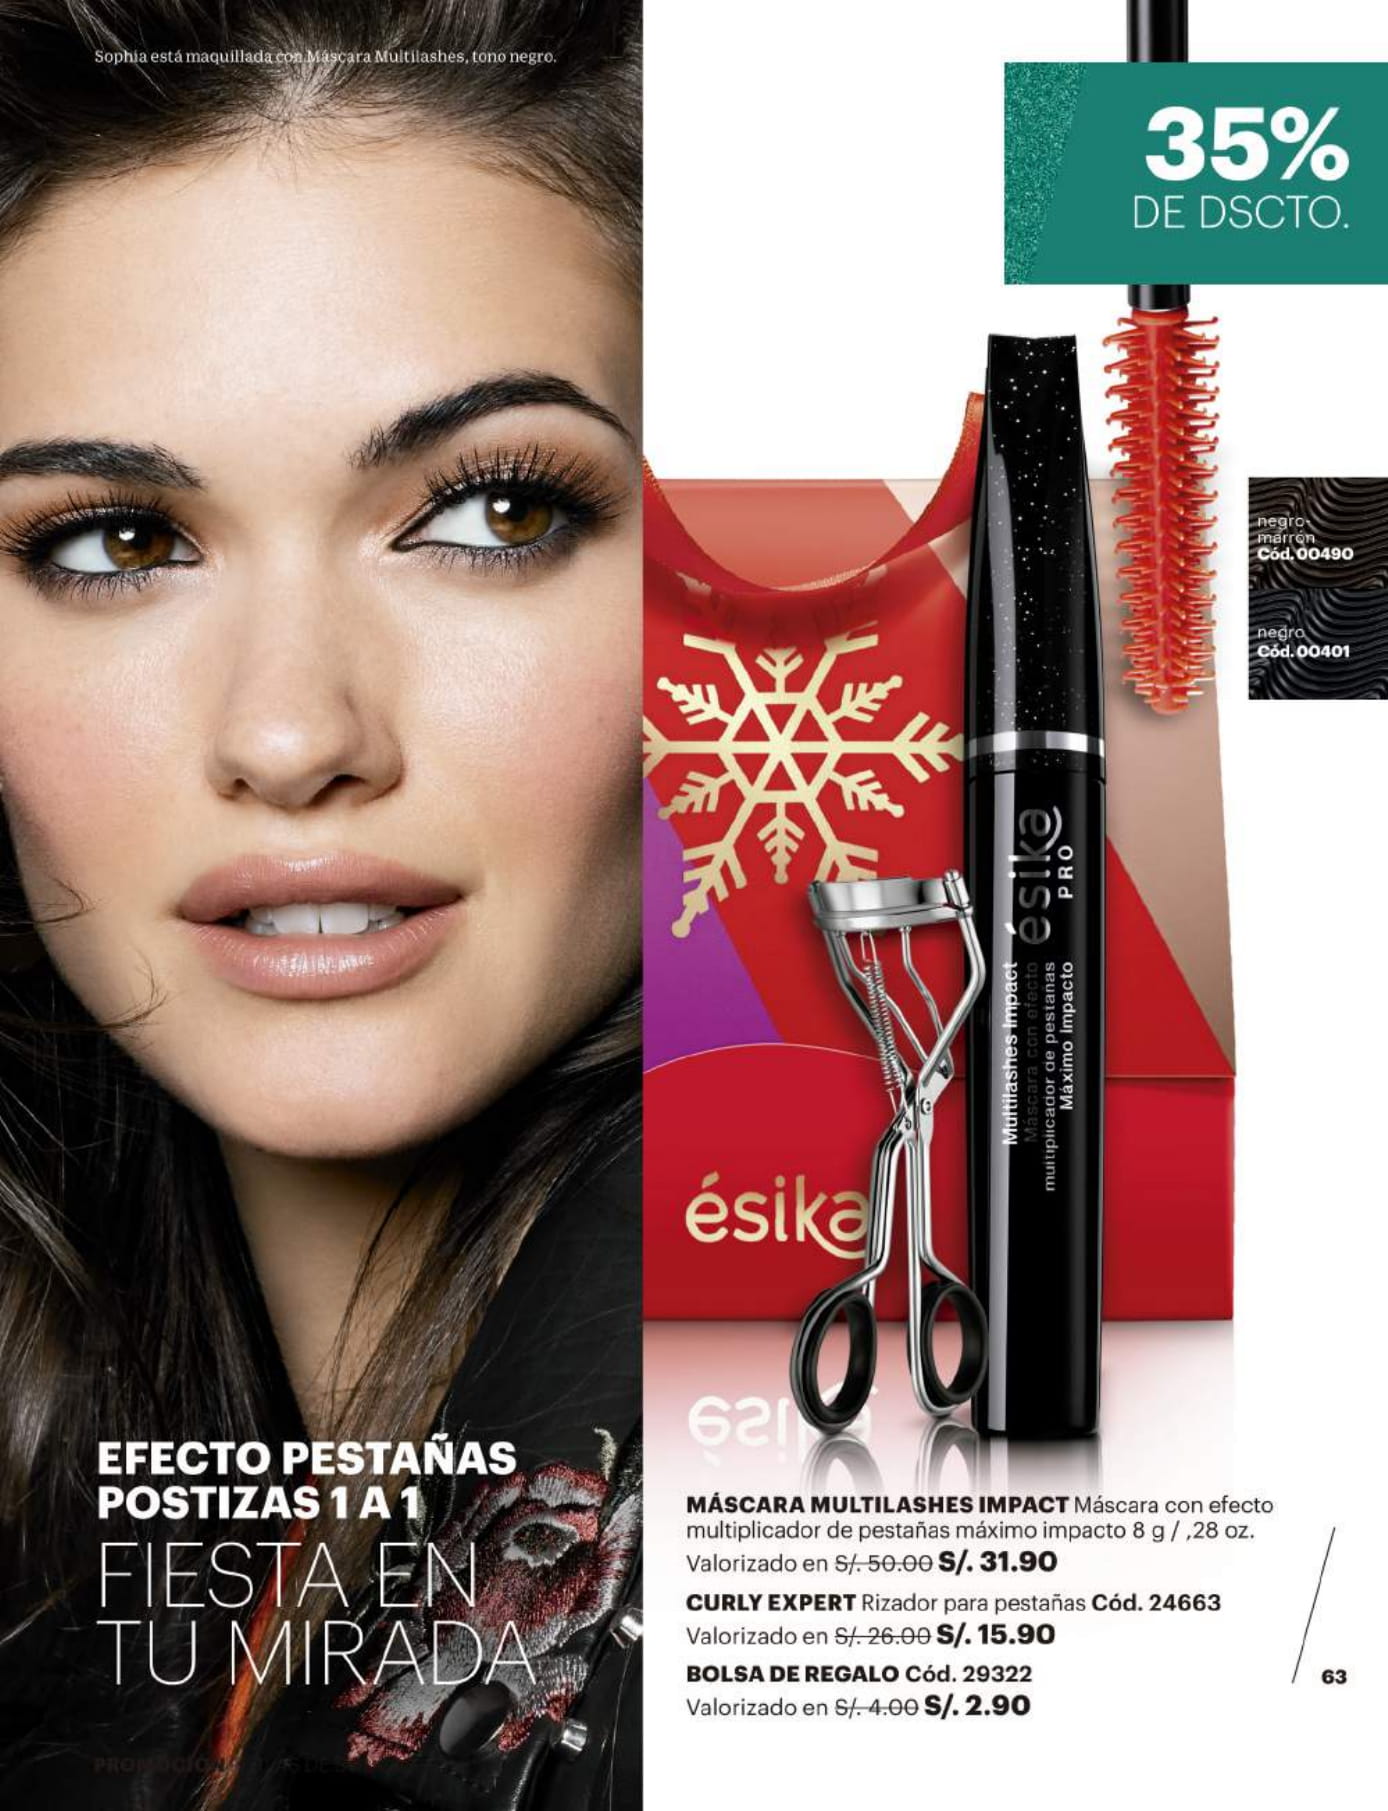 Sophia está maquillada con Máscara Multilashes, tono negro.
35%
DE DSCTO.
negro-
marrón
Cód. 00490
negro
Cód. 00401
ésika
PRO
Multilashes Impact
Máscara con efecto
multiplicador de pestañas
Máximo Impacto
ésika
EFECTO PESTAÑAS
POSTIZAS 1 A 1
FIESTA EN
TU MIRADA
MÁSCARA MULTILASHES IMPACT Máscara con efecto
multiplicador de pestañas máximo impacto 8 g / ,28 oz.
Valorizado en S/. 50.00 S/. 31.90
CURLY EXPERT Rizador para pestañas Cód. 24663
Valorizado en S/. 26.00 S/. 15.90
BOLSA DE REGALO Cód. 29322
Valorizado en S/. 4.00 S/. 2.90
63